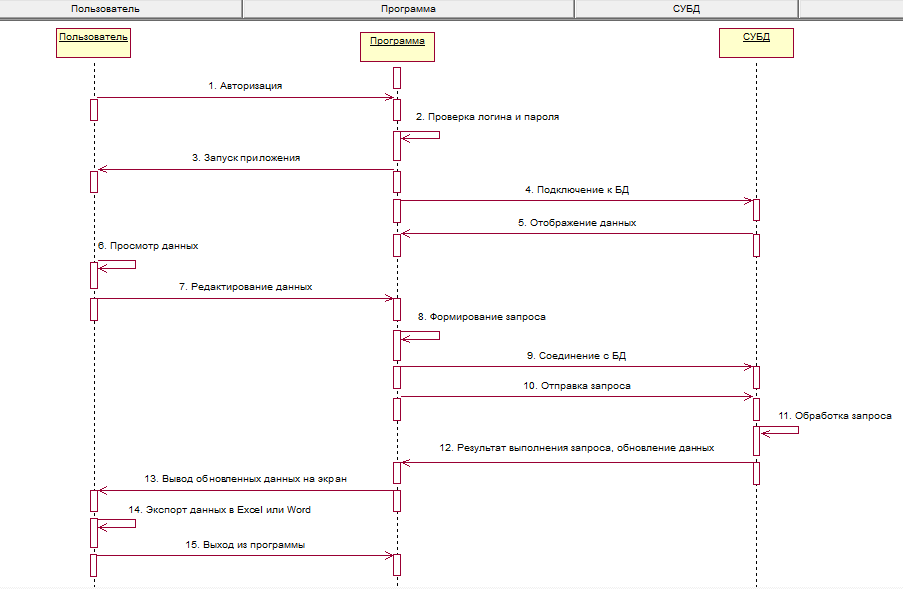 Пользователь
Программа
СУБД
Пользователь
Программа
СУБД
1. Авторизация
2. Проверка логина и пароля
3. Запуск приложения
4. Подключение к БД
5. Отображение данных
6. Просмотр данных
7. Редактирование данных
8. Формирование запроса
9. Соединение с БД
10. Отправка запроса
11. Обработка запроса
12. Результат выполнения запроса, обновление данных
13. Вывод обновленных данных на экран
14. Экспорт данных в Excel или Word
15. Выход из программы